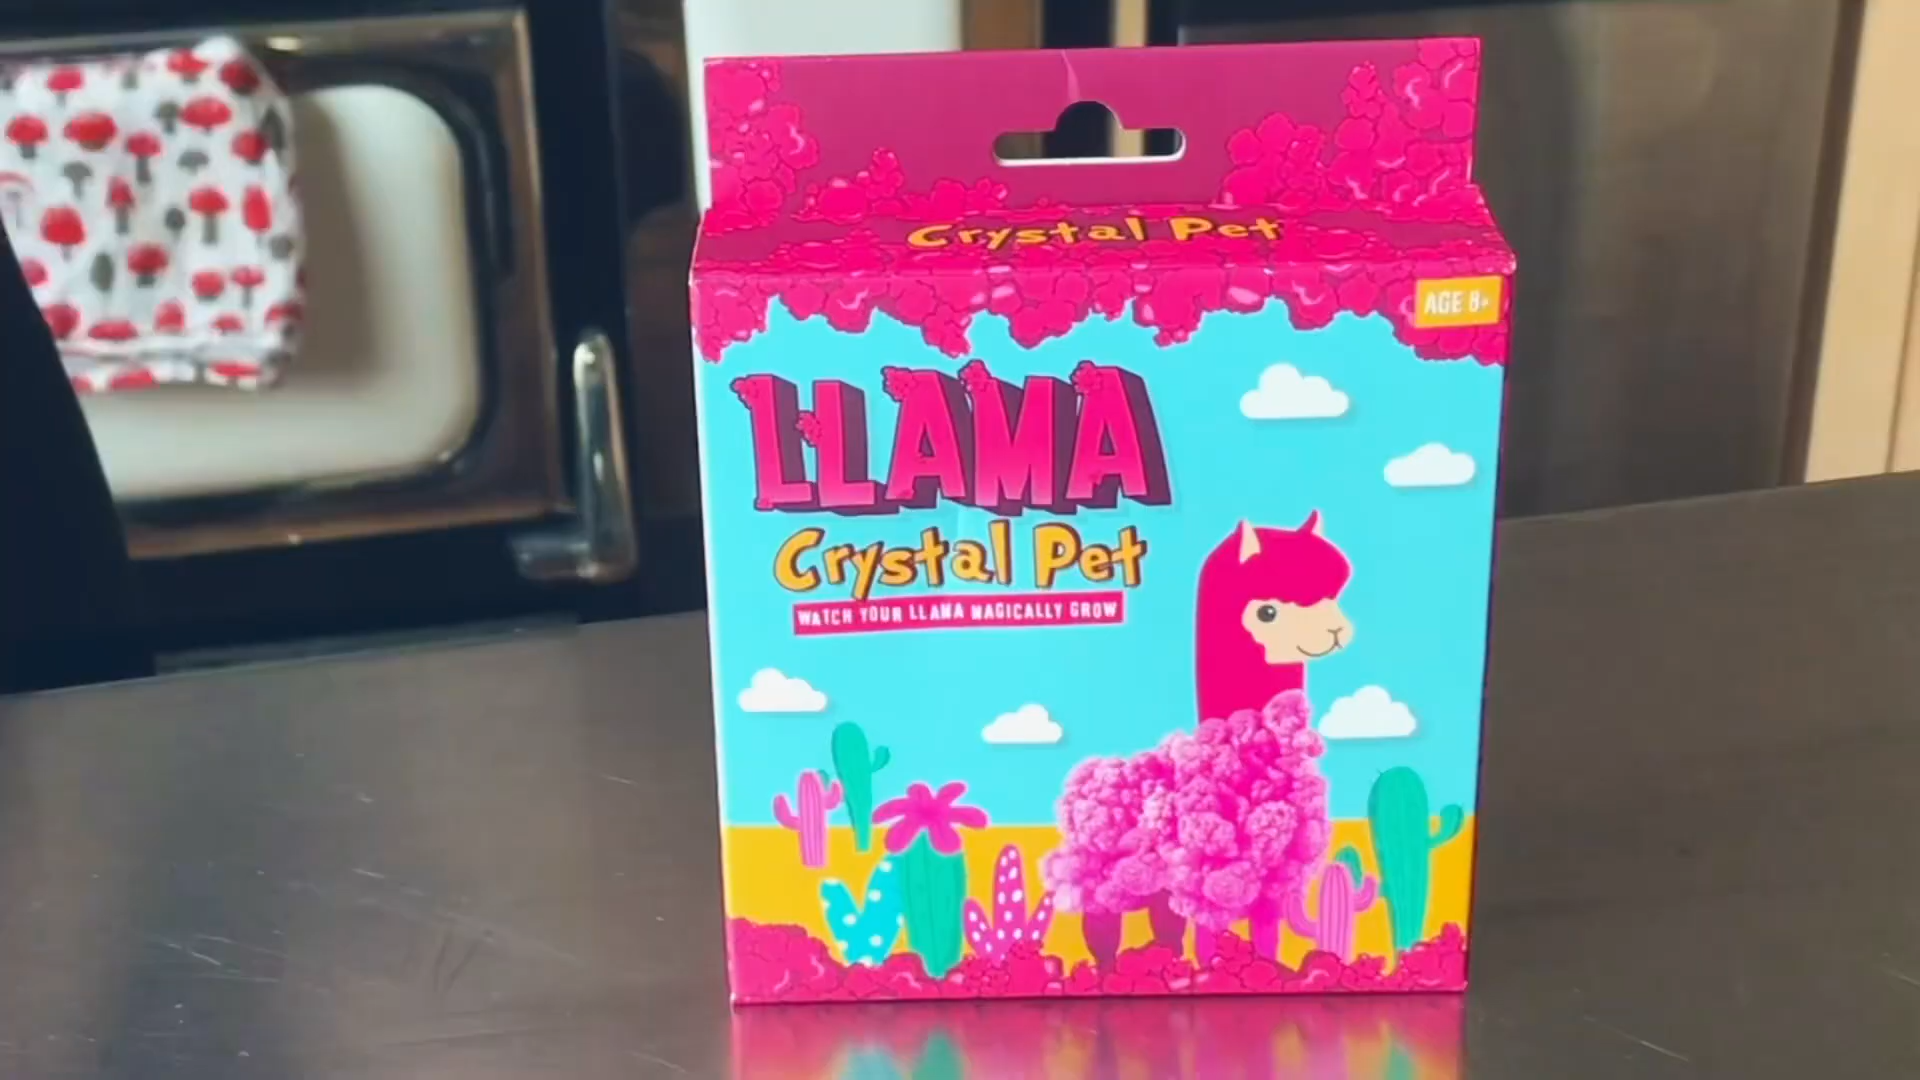 Crystal Pet
AGE 8+
LLAMA
Crystal Pet
WATCH YOUR LLAMA MAGICALLY GROW